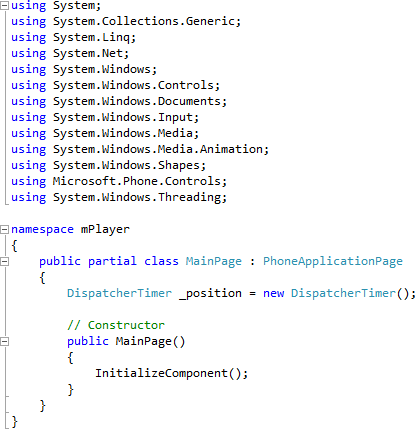 using System;
using System.Collections.Generic;
using System.Linq;
using System.Net;
using System.Windows;
using System.Windows.Controls;
using System.Windows.Documents;
using System.Windows.Input;
using System.Windows.Media;
using System.Windows.Media.Animation;
using System.Windows.Shapes;
using Microsoft.Phone.Controls;
using System.Windows.Threading;

namespace mPlayer
{
    public partial class MainPage : PhoneApplicationPage
    {
        DispatcherTimer _position = new DispatcherTimer();

        // Constructor
        public MainPage()
        {
            InitializeComponent();
        }
    }
}